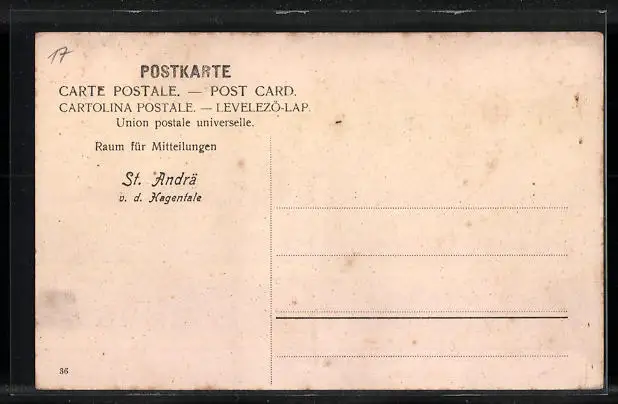 17
POSTKARTE
CARTE POSTALE. — POST CARD.
CARTOLINA POSTALE. — LEVELEZŐ-LAP.
Union postale universelle.
Raum für Mitteilungen
St. Andrä
v. d. Hagentale
36